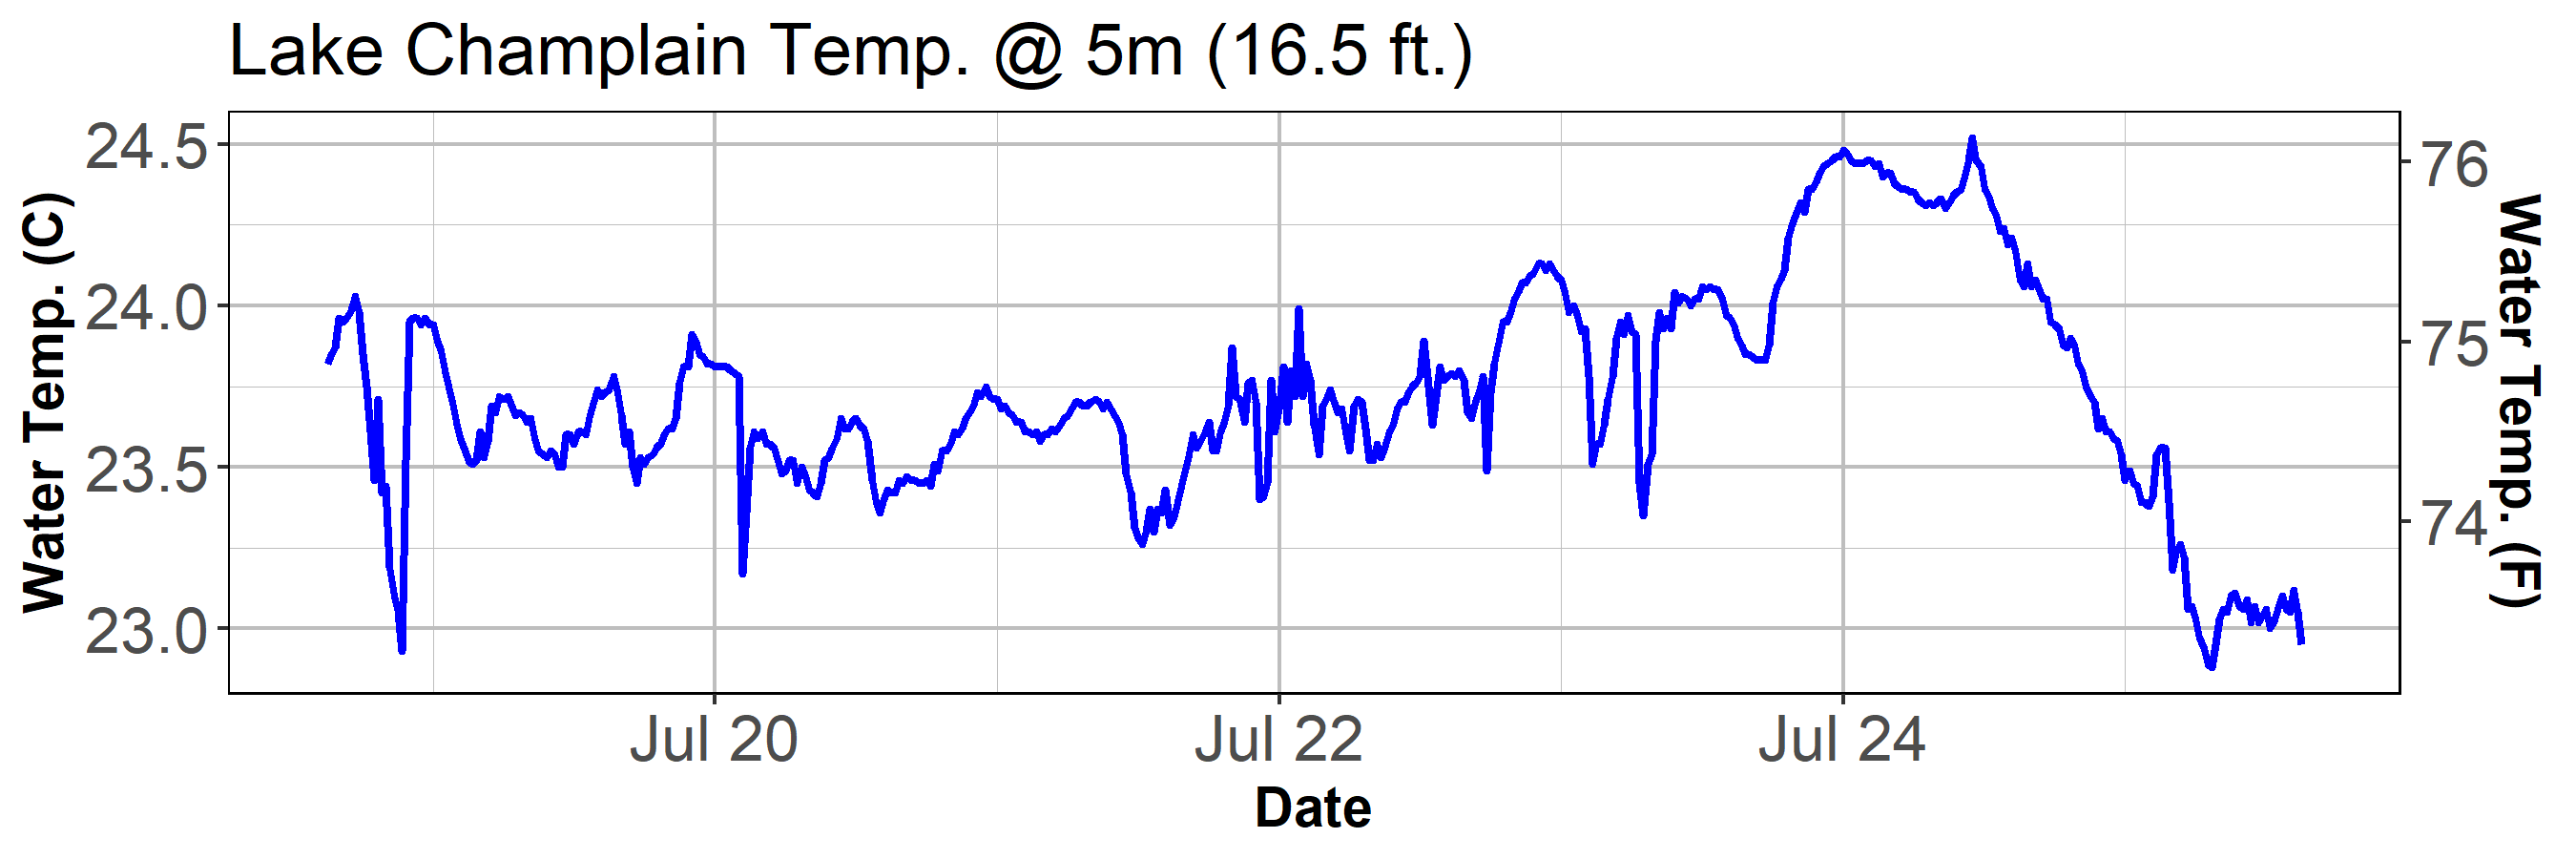 Lake Champlain Temp. @ 5m (16.5 ft.)
Water Temp. (C)
24.5
24.0
23.5
23.0
76
75
74
Water Temp. (F)
Jul 20
Jul 22
Jul 24
Date